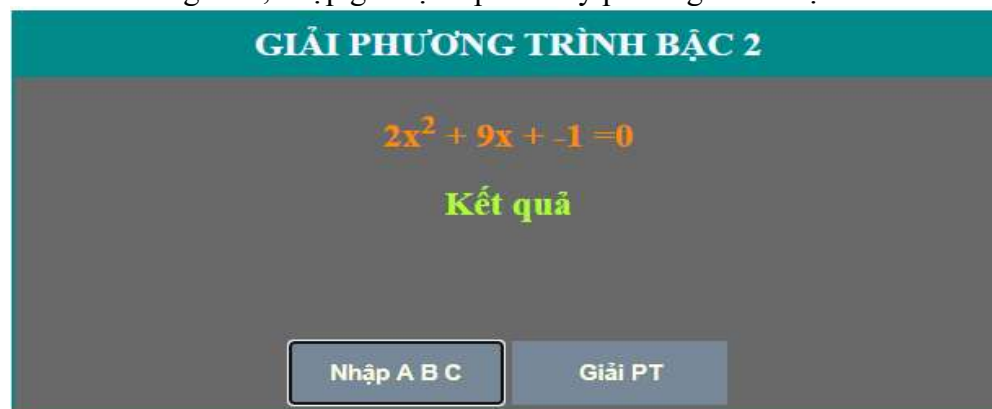 GIẢI PHƯƠNG TRÌNH BẬC 2
2x² + 9x + -1 =0
Kết quả
Nhập A B C Giải PT